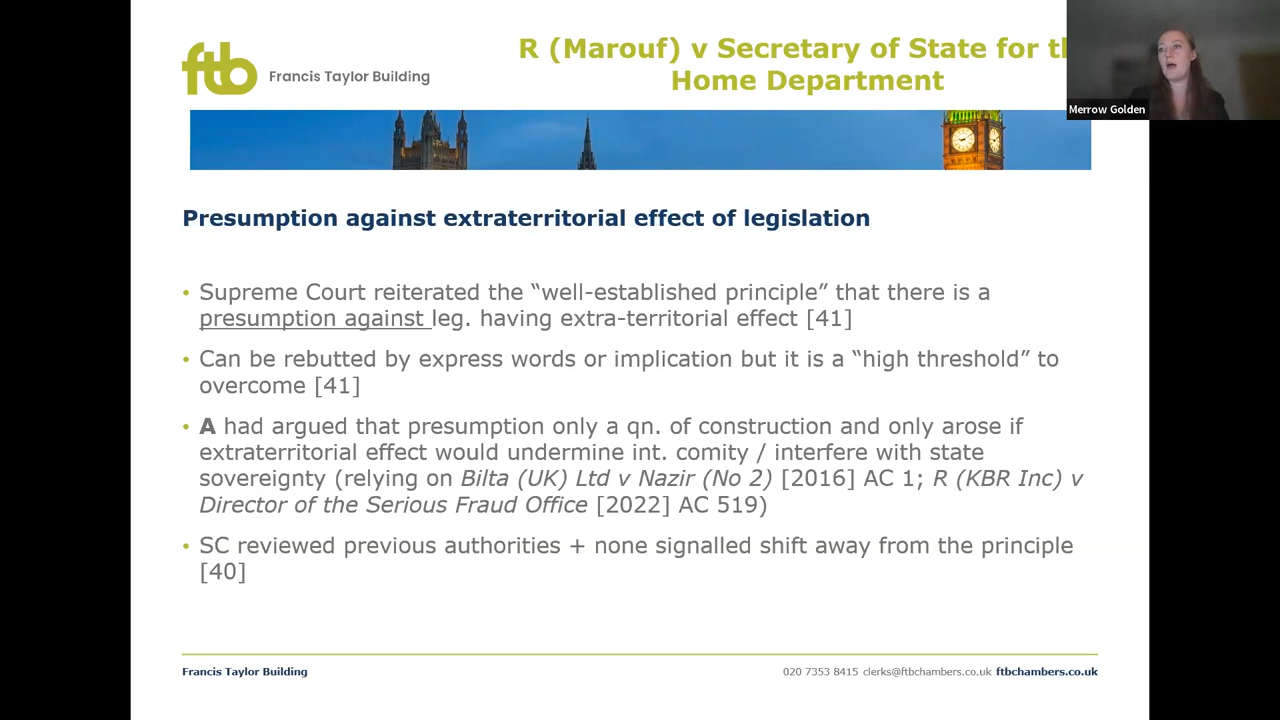 ftb Francis Taylor Building
R (Marouf) v Secretary of State for t
Home Department
Merrow Golden
Presumption against extraterritorial effect of legislation
• Supreme Court reiterated the “well-established principle” that there is a
presumption against leg. having extra-territorial effect [41]
• Can be rebutted by express words or implication but it is a “high threshold” to
overcome [41]
• A had argued that presumption only a qn. of construction and only arose if
extraterritorial effect would undermine int. comity / interfere with state
sovereignty (relying on Bilta (UK) Ltd v Nazir (No 2) [2016] AC 1; R (KBR Inc) v
Director of the Serious Fraud Office [2022] AC 519)
• SC reviewed previous authorities + none signalled shift away from the principle
[40]
Francis Taylor Building
020 7353 8415 clerks@ftbchambers.co.uk ftbchambers.co.uk